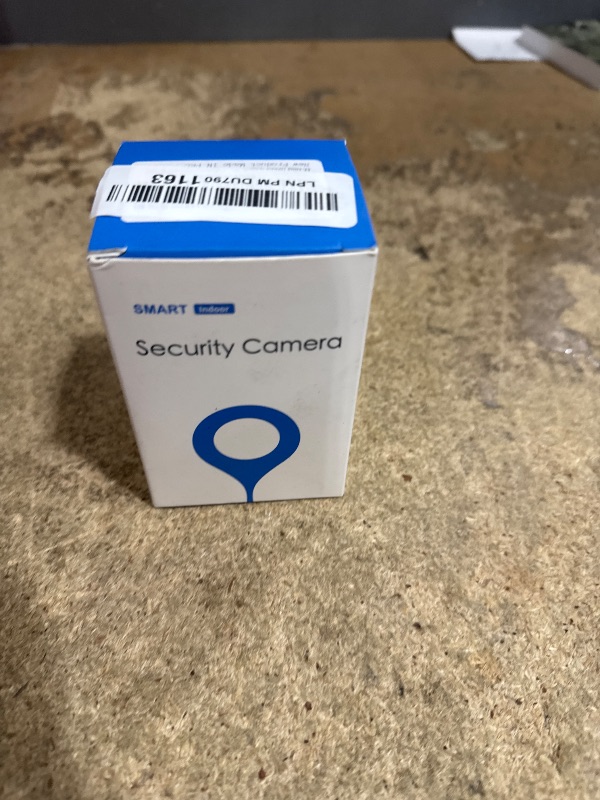 LPN PM DU790 1163
SMART Indoor
Security Camera